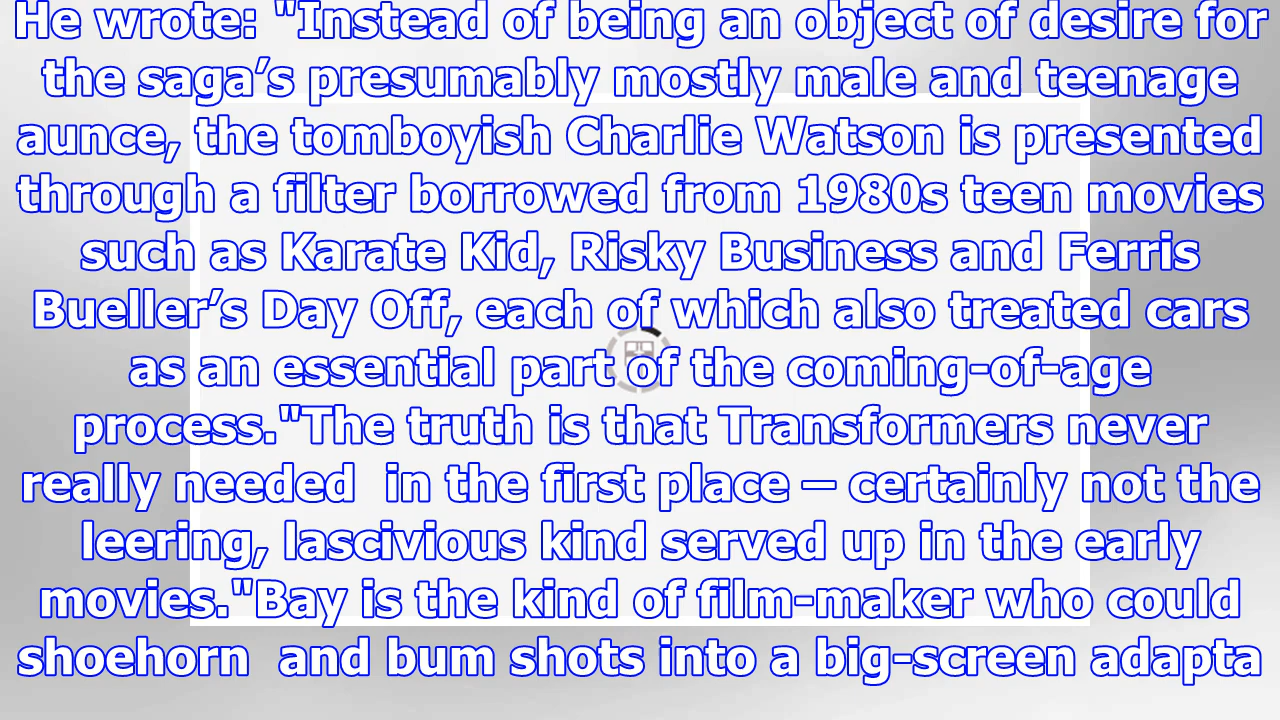 He wrote: "Instead of being an object of desire for
the saga’s presumably mostly male and teenage
aunce, the tomboyish Charlie Watson is presented
through a filter borrowed from 1980s teen movies
such as Karate Kid, Risky Business and Ferris
Bueller’s Day Off, each of which also treated cars
as an essential part of the coming-of-age
process."The truth is that Transformers never
really needed  in the first place – certainly not the
leering, lascivious kind served up in the early
movies."Bay is the kind of film-maker who could
shoehorn  and bum shots into a big-screen adapta